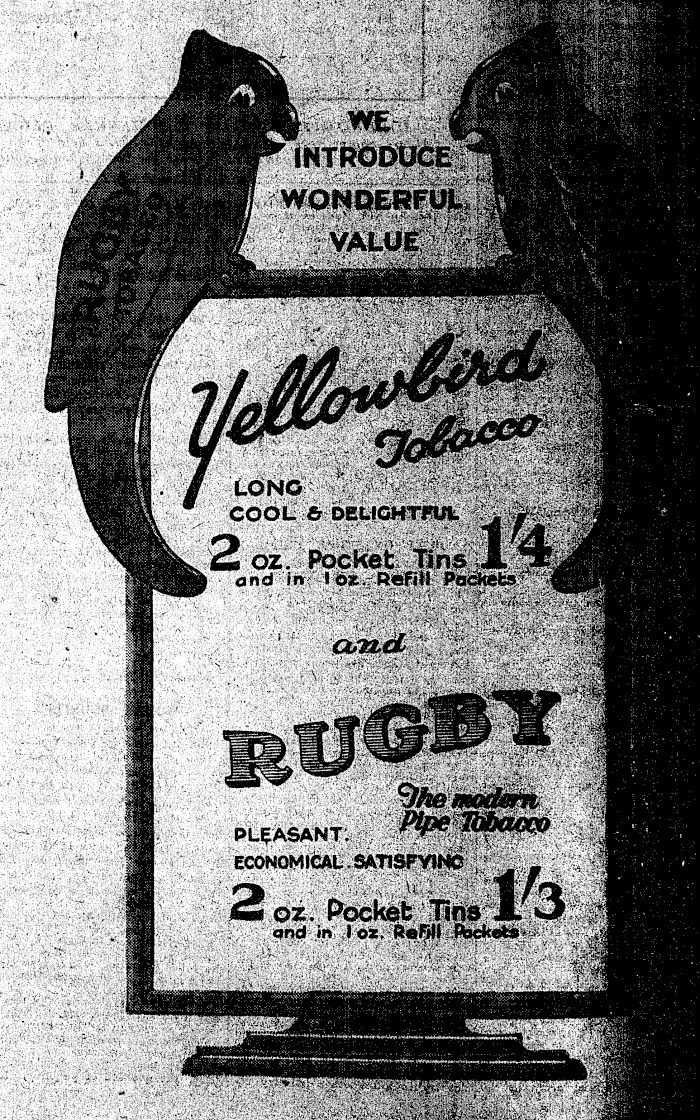 WE
INTRODUCE
WONDERFUL
VALUE
RUGBY
TOBACCO
Yellowbird
Tobacco
LONG
COOL & DELIGHTFUL
2 oz. Pocket Tins 1'4
and in 1 oz. Refill Packets
and
RUGBY
The modern
Pipe Tobacco
PLEASANT.
ECONOMICAL. SATISFYING
2 oz. Pocket Tins 1'3
and in 1 oz. Refill Packets